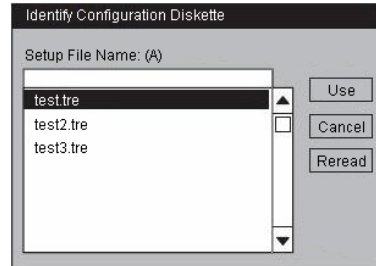 Identify Configuration Diskette
Setup File Name: (A)
test.tre
test2.tre
test3.tre
Use
Cancel
Reread